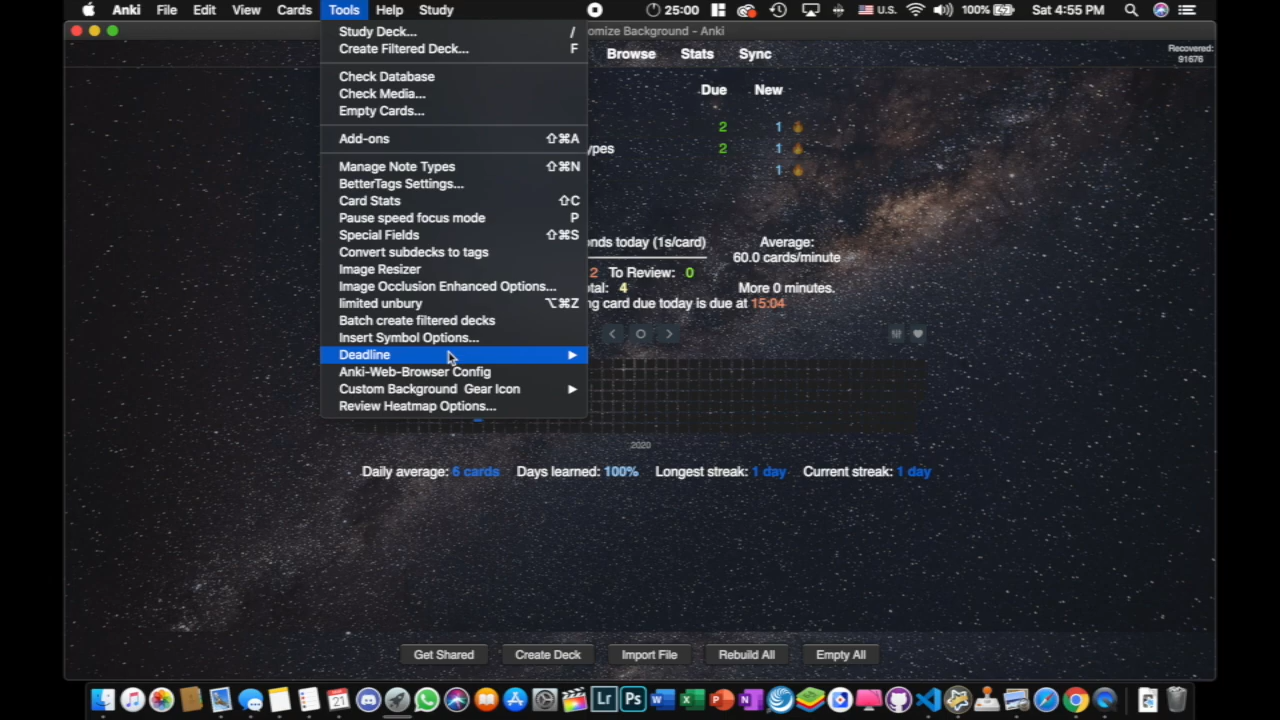 Anki File Edit View Cards Tools Help Study 25:00 U.S. 100% Sat 4:55 PM
omize Background - Anki
Study Deck... /
Create Filtered Deck... F
Check Database
Check Media...
Empty Cards...
Add-ons ⇧⌘A
Manage Note Types ⇧⌘N
BetterTags Settings...
Card Stats ⇧C
Pause speed focus mode P
Special Fields ⇧⌘S
Convert subdecks to tags
Image Resizer
Image Occlusion Enhanced Options...
limited unbury ⌥⌘Z
Batch create filtered decks
Insert Symbol Options...
Deadline
Anki-Web-Browser Config
Custom Background Gear Icon
Review Heatmap Options...
Browse Stats Sync
Recovered:
91676
Due New
2 1
ypes 2 1
1
onds today (1s/card)
Average:
60.0 cards/minute
2 To Review: 0
tal: 4
More 0 minutes.
ng card due today is due at 15:04
2020
Daily average: 6 cards Days learned: 100% Longest streak: 1 day Current streak: 1 day
Get Shared Create Deck Import File Rebuild All Empty All
21 Lr Ps